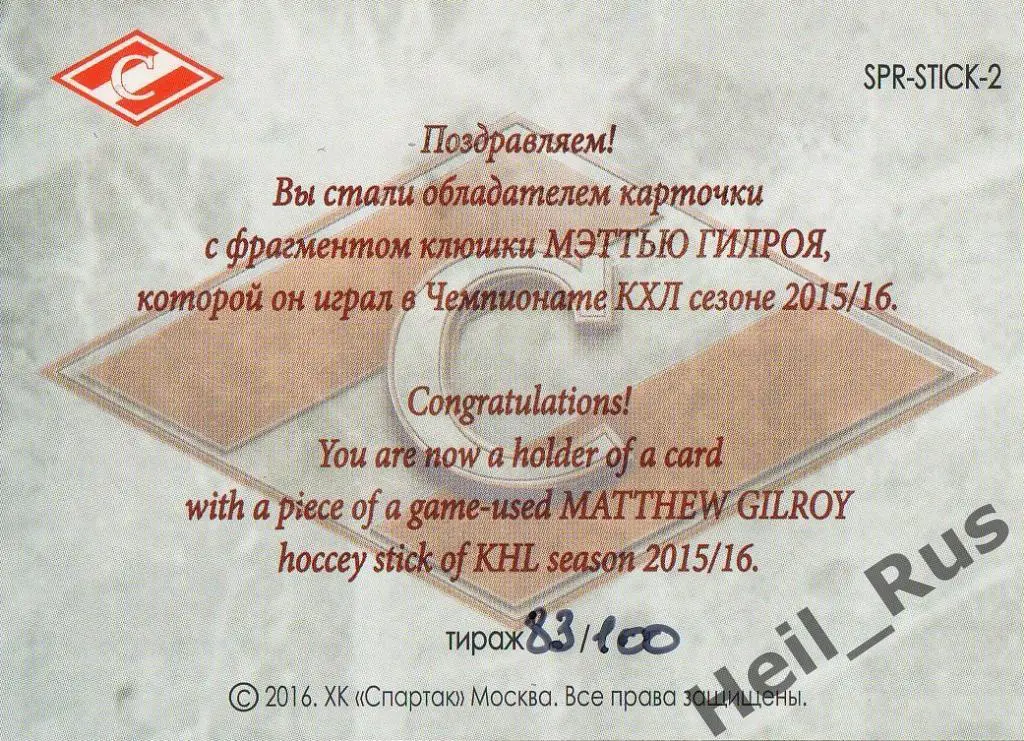 С
SPR-STICK-2
Поздравляем!
Вы стали обладателем карточки
с фрагментом клюшки МЭТТЬЮ ГИЛРОЯ,
которой он играл в Чемпионате КХЛ сезоне 2015/16.
С
Congratulations!
You are now a holder of a card
with a piece of a game-used MATTHEW GILROY
hoccey stick of KHL season 2015/16.
тираж 83/100
© 2016. ХК «Спартак» Москва. Все права защищены.
Heil_Rus